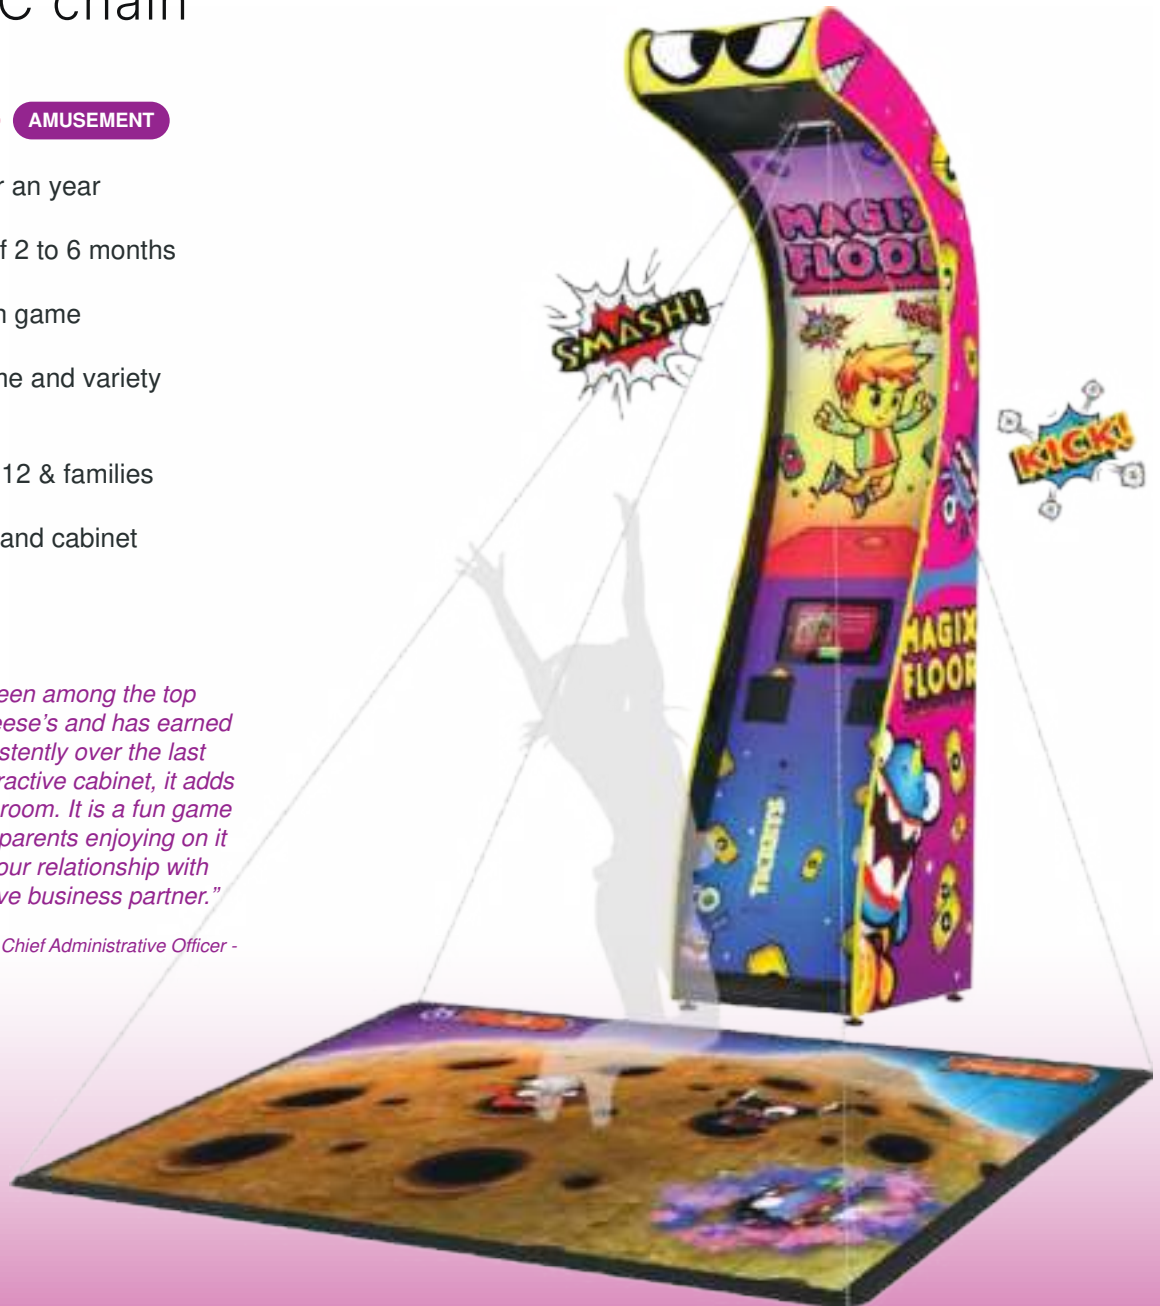 C chain
AMUSEMENT
r an year
f 2 to 6 months
n game
ne and variety
12 & families
and cabinet
een among the top
eese's and has earned
stently over the last
ractive cabinet, it adds
room. It is a fun game
parents enjoying on it
our relationship with
ve business partner.”
Chief Administrative Officer -
MAGIX
FLOOR
SMASH!
KICK!
MAGIX
FLOOR
TICKETS